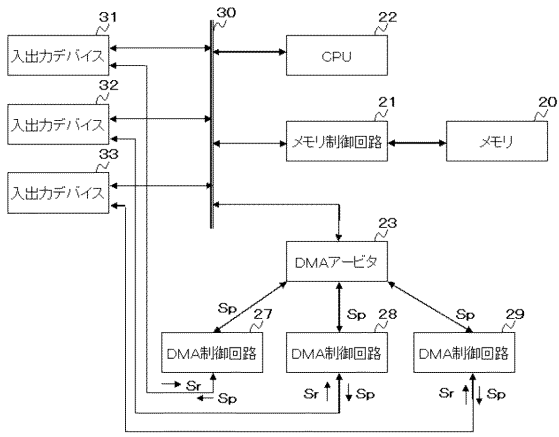 31
30
22
入出力デバイス
CPU
32
入出力デバイス
21
20
メモリ制御回路
メモリ
33
入出力デバイス
23
DMAアービタ
Sp
Sp
Sp
27
28
29
DMA制御回路
DMA制御回路
DMA制御回路
Sr
Sp
Sr
Sp
Sr
Sp